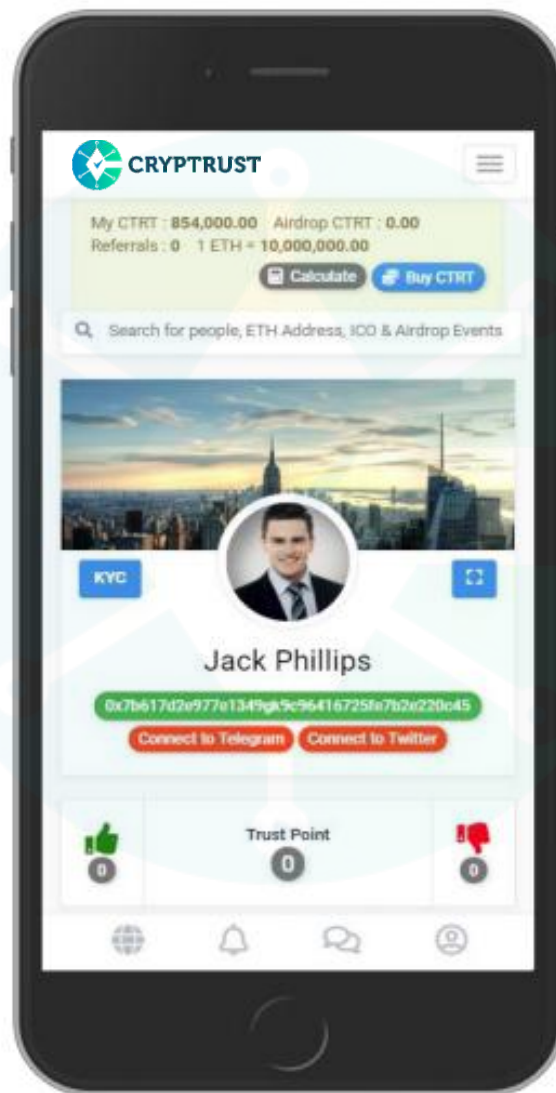 CRYPTRUST
My CTRT : 854,000.00 Airdrop CTRT : 0.00
Referrals : 0 1 ETH = 10,000,000.00
Calculate Buy CTRT
Search for people, ETH Address, ICO & Airdrop Events
KYC
Jack Phillips
0x7b617d2e977e1349gk9c96416725fe7b2e220c45
Connect to Telegram Connect to Twitter
Trust Point
0 0 0